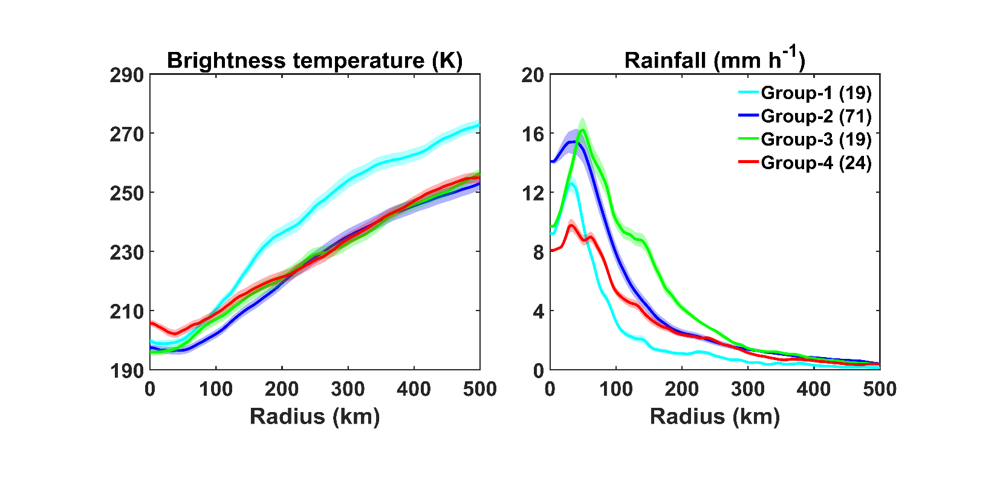 Brightness temperature (K)
290
270
250
230
210
190
0 100 200 300 400 500
Radius (km)
Rainfall (mm h⁻¹)
20
16
12
8
4
0
Group-1 (19)
Group-2 (71)
Group-3 (19)
Group-4 (24)
0 100 200 300 400 500
Radius (km)